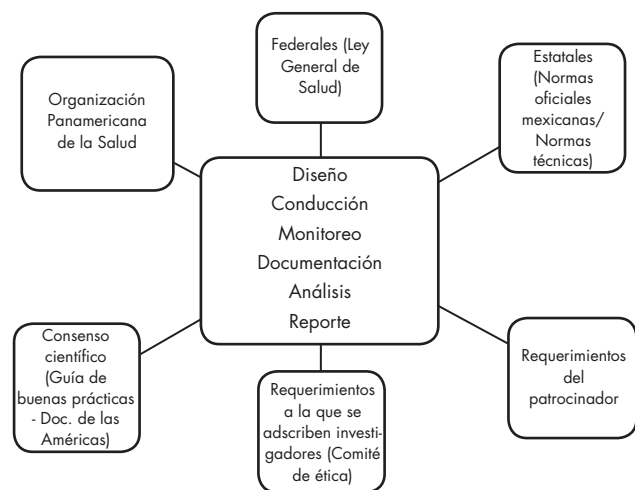 Federales (Ley
General de
Salud)
Estatales
(Normas
oficiales
mexicanas/
Normas
técnicas)
Organización
Panamericana
de la Salud
Diseño
Conducción
Monitoreo
Documentación
Análisis
Reporte
Consenso
científico
(Guía de
buenas prácticas
- Doc. de las
Américas)
Requerimientos
a la que se
adscriben investi-
gadores (Comité
de ética)
Requerimientos
del
patrocinador